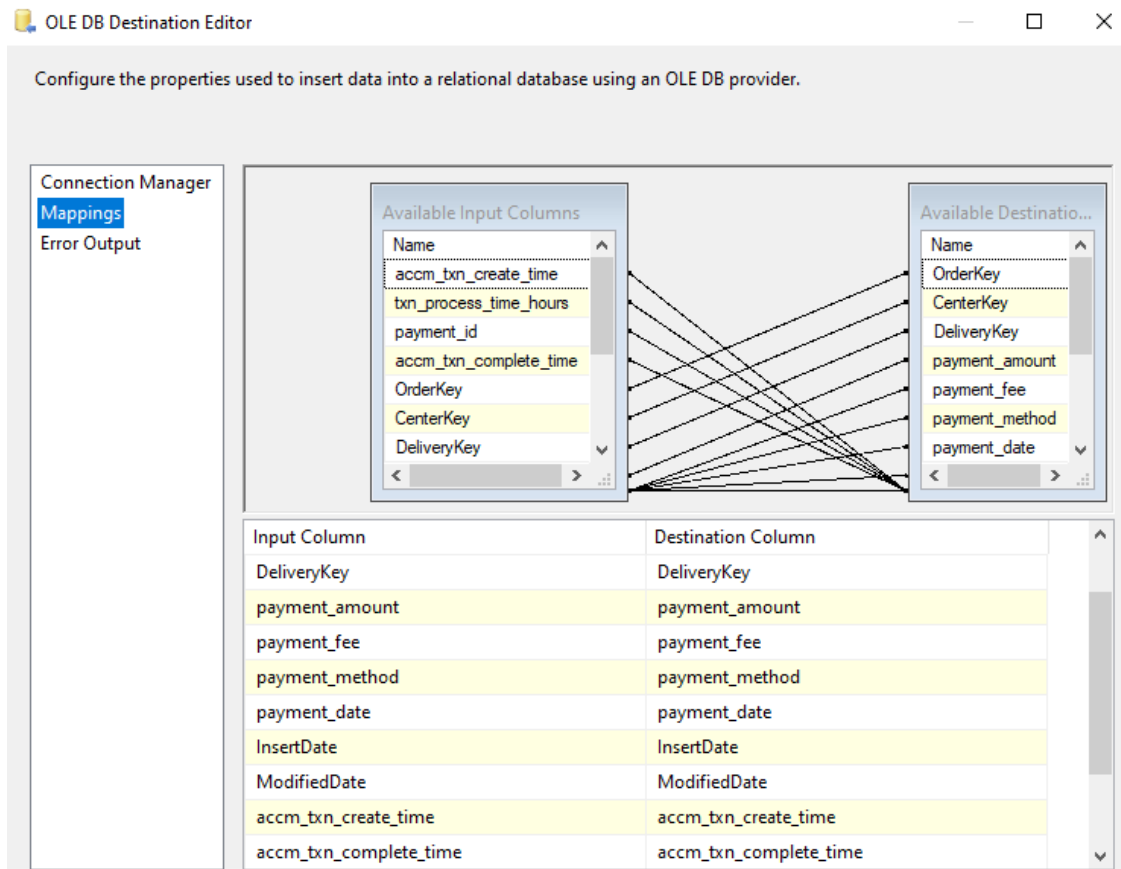 OLE DB Destination Editor
Configure the properties used to insert data into a relational database using an OLE DB provider.
Connection Manager
Mappings
Error Output
Available Input Columns
Name
accm_txn_create_time
txn_process_time_hours
payment_id
accm_txn_complete_time
OrderKey
CenterKey
DeliveryKey
Available Destinatio...
Name
OrderKey
CenterKey
DeliveryKey
payment_amount
payment_fee
payment_method
payment_date
Input Column Destination Column
DeliveryKey DeliveryKey
payment_amount payment_amount
payment_fee payment_fee
payment_method payment_method
payment_date payment_date
InsertDate InsertDate
ModifiedDate ModifiedDate
accm_txn_create_time accm_txn_create_time
accm_txn_complete_time accm_txn_complete_time